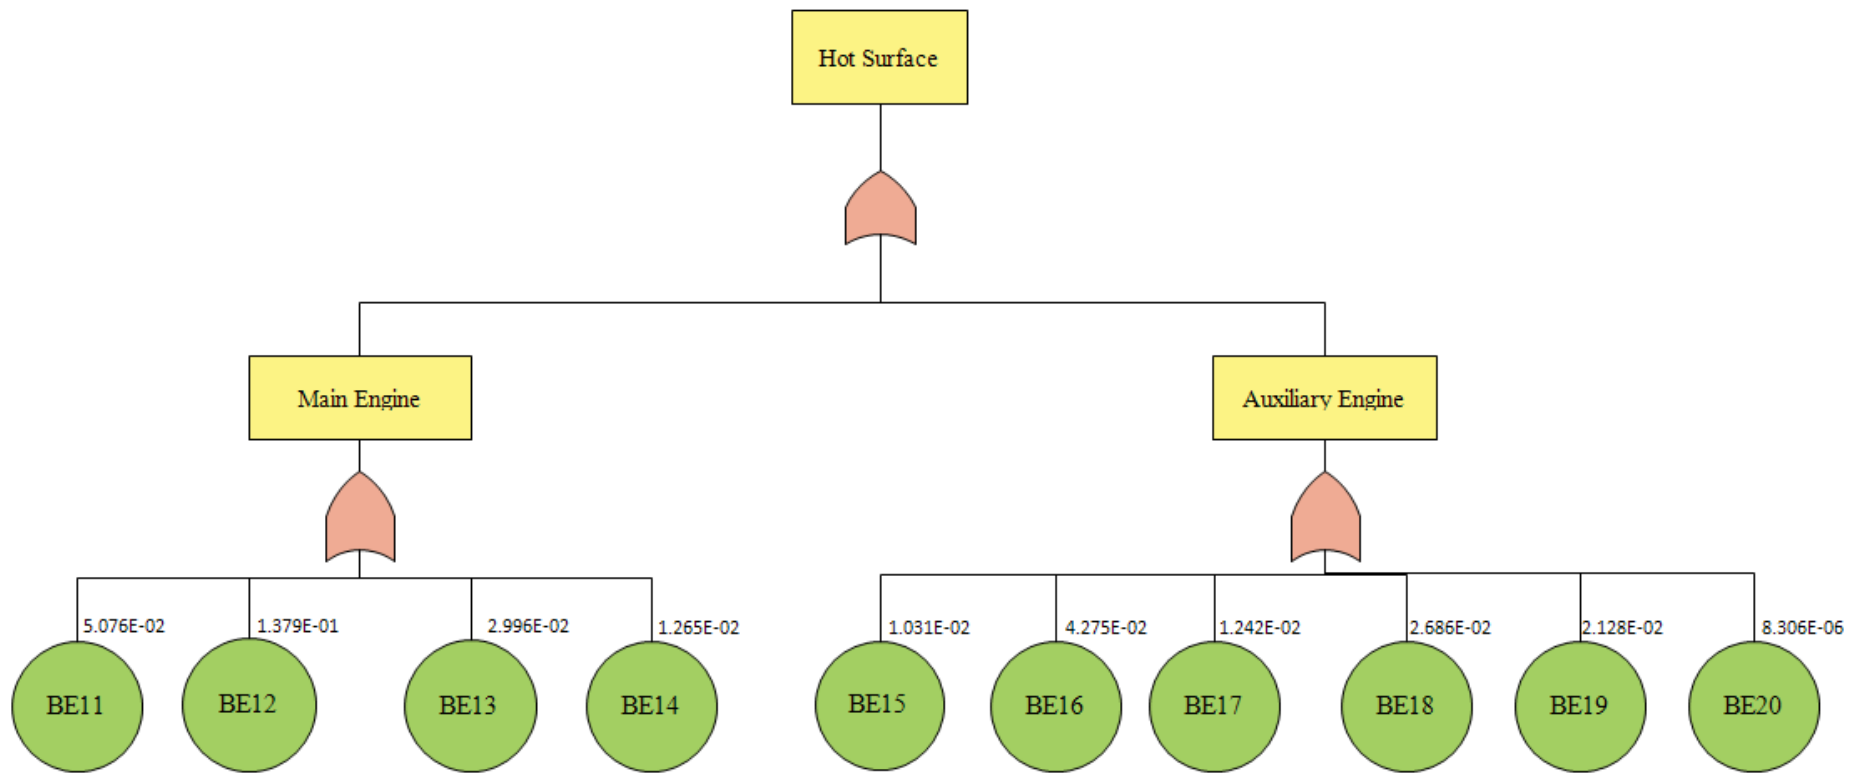 Hot Surface
Main Engine
Auxiliary Engine
5.076E-02
1.379E-01
2.996E-02
1.265E-02
1.031E-02
4.275E-02
1.242E-02
2.686E-02
2.128E-02
8.306E-06
BE11
BE12
BE13
BE14
BE15
BE16
BE17
BE18
BE19
BE20